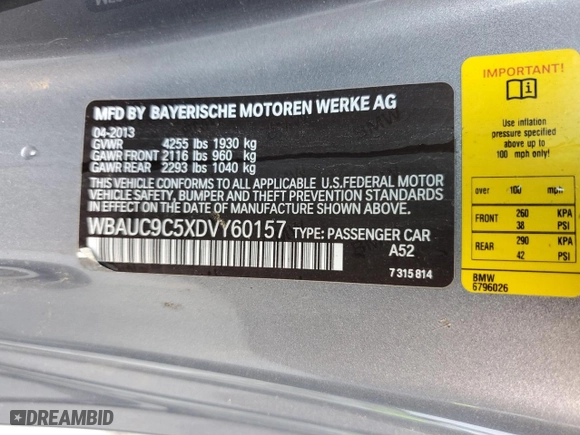 MFD BY BAYERISCHE MOTOREN WERKE AG
04-2013
GVWR 4255 lbs 1930 kg
GAWR FRONT 2116 lbs 960 kg
GAWR REAR 2293 lbs 1040 kg
THIS VEHICLE CONFORMS TO ALL APPLICABLE U.S.FEDERAL MOTOR
VEHICLE SAFETY, BUMPER AND THEFT PREVENTION STANDARDS
IN EFFECT ON THE DATE OF MANUFACTURE SHOWN ABOVE.
WBAUC9C5XDVY60157 TYPE: PASSENGER CAR
A52
7 315 814
IMPORTANT!
Use inflation
pressure specified
above up to
100 mph only!
over 100 mph
FRONT 260 KPA
38 PSI
REAR 290 KPA
42 PSI
BMW
6796026
DREAMBID